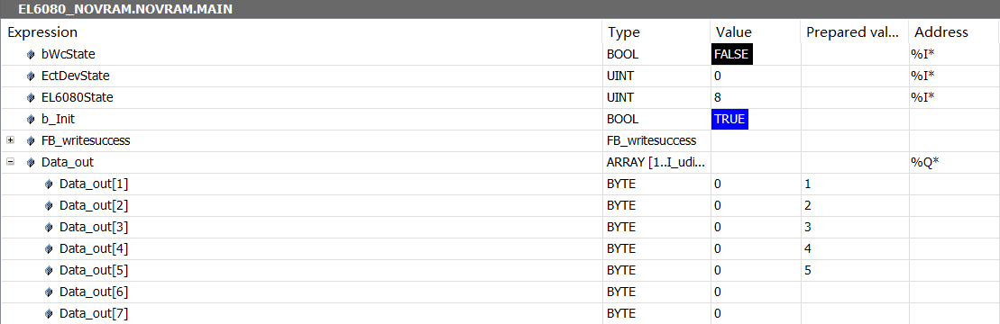 EL6080_NOVRAM.NOVRAM.MAIN
Expression Type Value Prepared val... Address
bWcState BOOL FALSE %I*
EctDevState UINT 0 %I*
EL6080State UINT 8 %I*
b_Init BOOL TRUE
FB_writesuccess FB_writesuccess
Data_out ARRAY [1..I_udi... %Q*
Data_out[1] BYTE 0 1
Data_out[2] BYTE 0 2
Data_out[3] BYTE 0 3
Data_out[4] BYTE 0 4
Data_out[5] BYTE 0 5
Data_out[6] BYTE 0
Data_out[7] BYTE 0